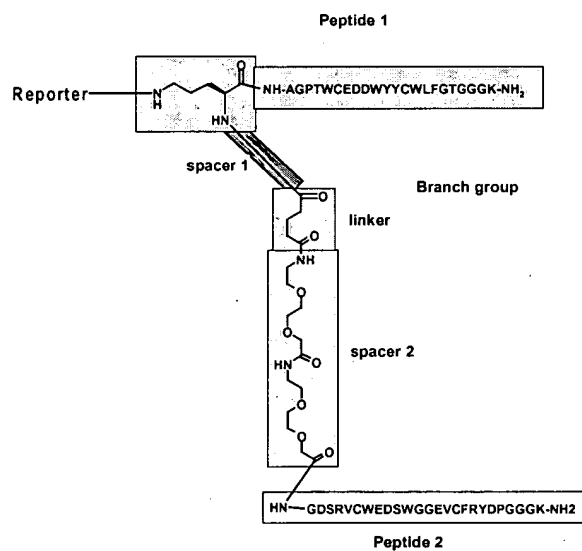 Peptide 1
Reporter
N
H
O
NH-AGPTWCEDDWYYCWLFGTGGGK-NH2
HN
spacer 1
Branch group
O
linker
O
NH
O
O
spacer 2
HN
O
O
O
O
HN
GDSRVCWEDSWGGEVCFRYDPGGGK-NH2
Peptide 2